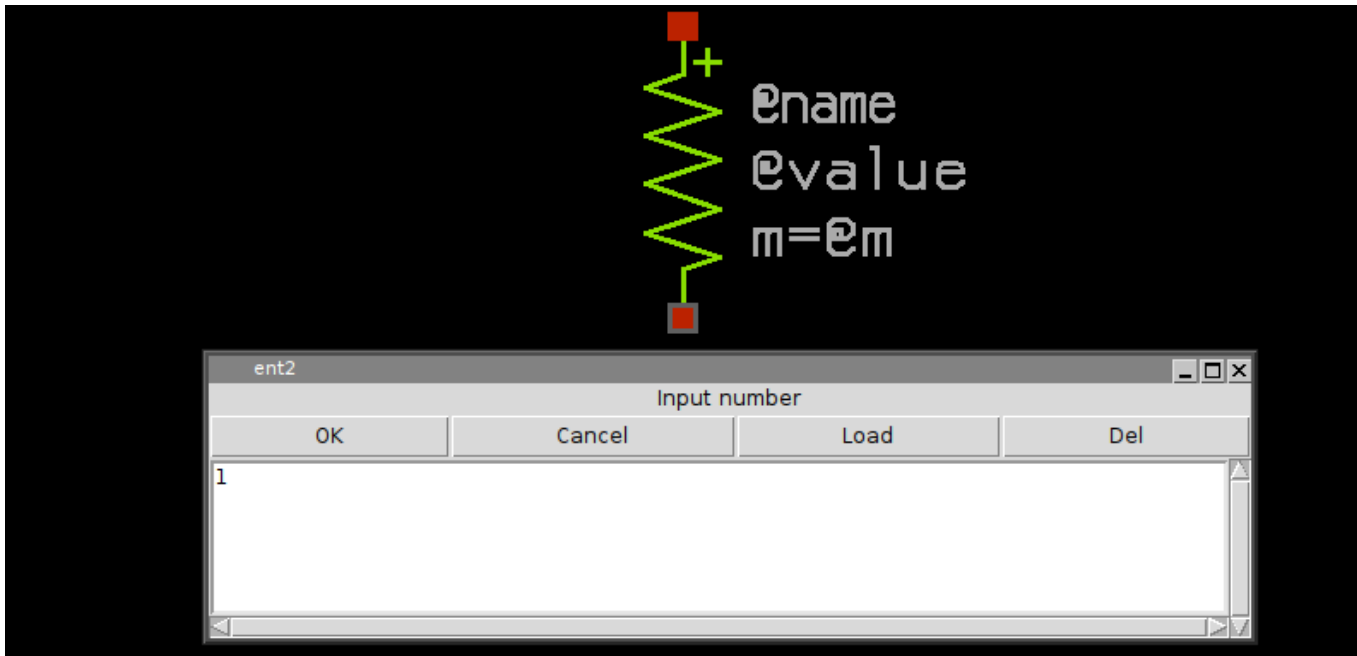 +
@name
@value
m=@m
ent2
Input number
OK Cancel Load Del
1